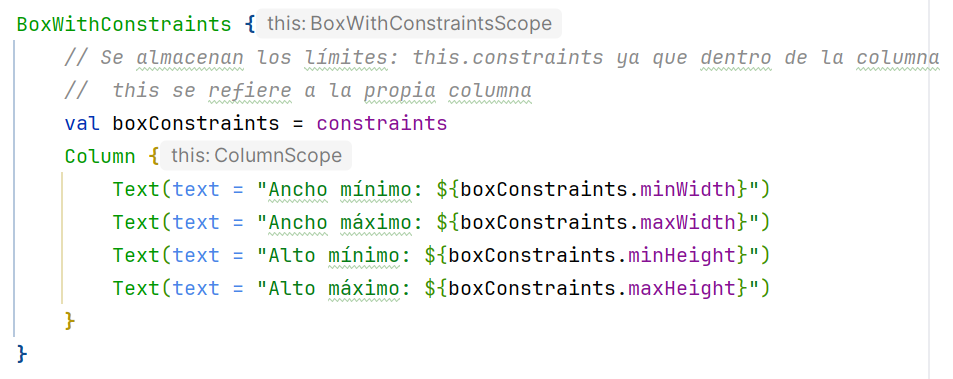 BoxWithConstraints { this: BoxWithConstraintsScope
    // Se almacenan los límites: this.constraints ya que dentro de la columna
    //  this se refiere a la propia columna
    val boxConstraints = constraints
    Column { this: ColumnScope
        Text(text = "Ancho mínimo: ${boxConstraints.minWidth}")
        Text(text = "Ancho máximo: ${boxConstraints.maxWidth}")
        Text(text = "Alto mínimo: ${boxConstraints.minHeight}")
        Text(text = "Alto máximo: ${boxConstraints.maxHeight}")
    }
}